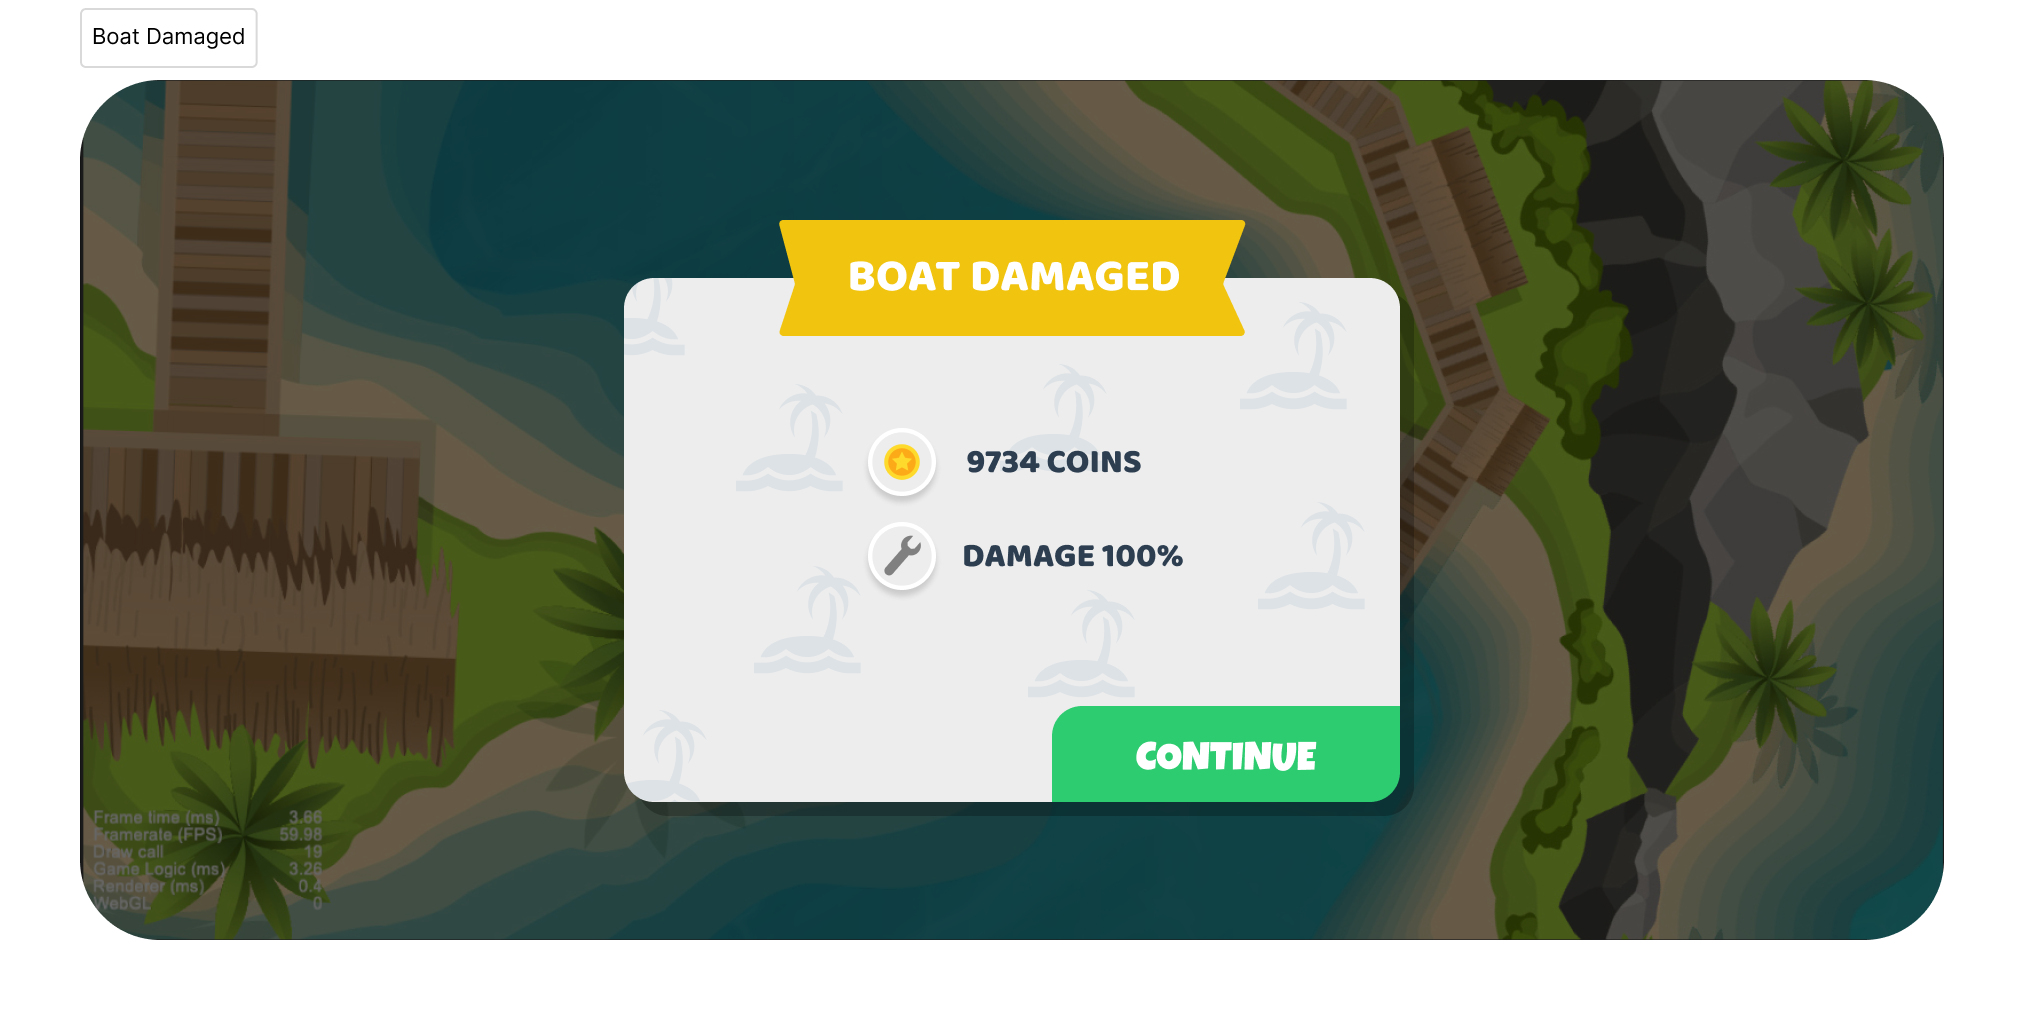 Boat Damaged
BOAT DAMAGED
9734 COINS
DAMAGE 100%
CONTINUE
Frame time (ms) 3.66
Framerate (FPS) 59.98
Draw call 19
Game Logic (ms) 3.26
Renderer (ms) 0.4
WebGL 0